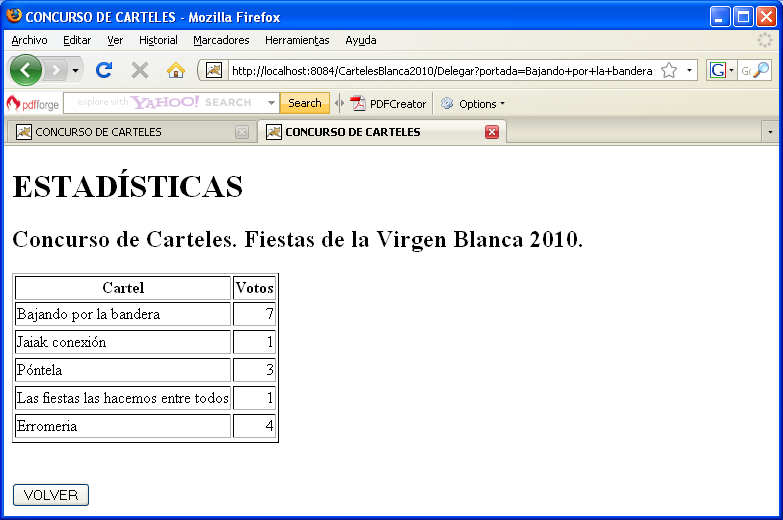 CONCURSO DE CARTELES - Mozilla Firefox
Archivo Editar Ver Historial Marcadores Herramientas Ayuda
http://localhost:8084/CartelesBlanca2010/Delegar?portada=Bajando+por+la+bandera
G
pdfforge explore with YAHOO! SEARCH Search PDFCreator Options
CONCURSO DE CARTELES CONCURSO DE CARTELES
ESTADÍSTICAS
Concurso de Carteles. Fiestas de la Virgen Blanca 2010.
Cartel Votos
Bajando por la bandera 7
Jaiak conexión 1
Póntela 3
Las fiestas las hacemos entre todos 1
Erromeria 4
VOLVER